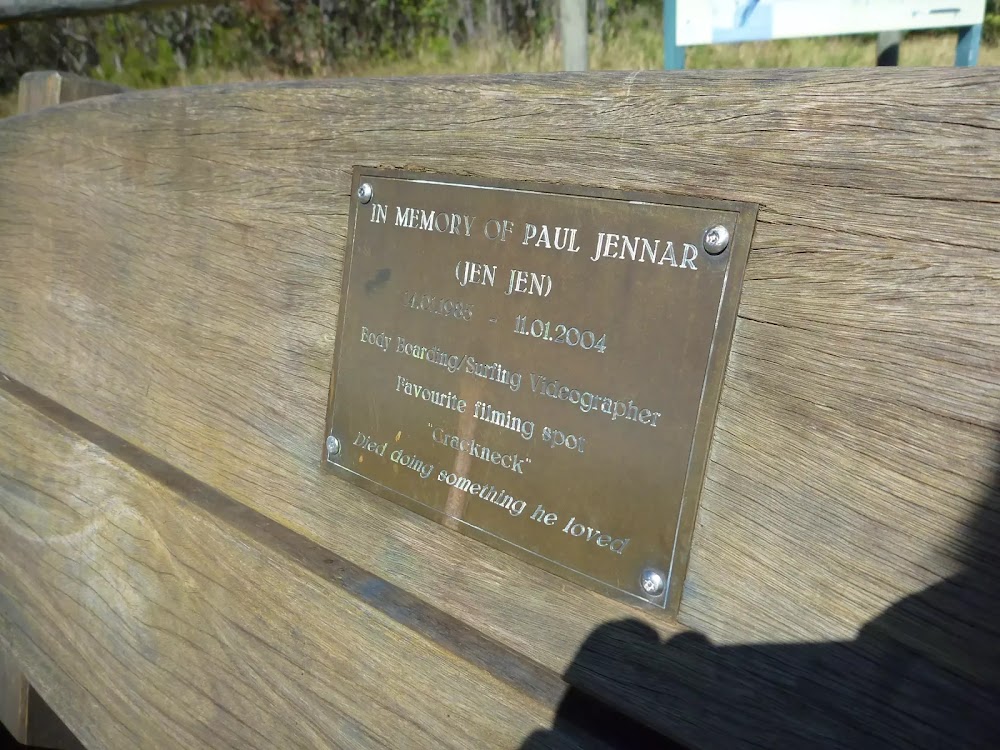 IN MEMORY OF PAUL JENNAR
(JEN JEN)
- 11.01.2004
Body Boarding/Surfing Videographer
Favourite filming spot
"Crackneck"
Died doing something he loved